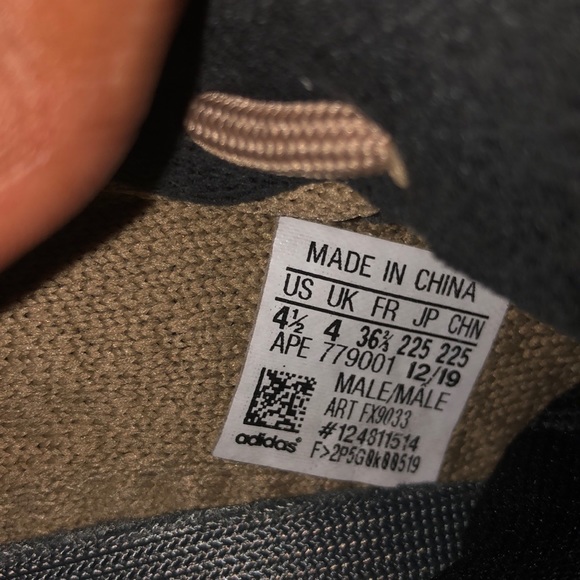 MADE IN CHINA
US UK FR JP CHN
4½ 4 36⅔ 225 225
APE 779001 12/19
MALE/MÂLE
ART FX9033
#124811514
adidas® F>2P5G0k00519